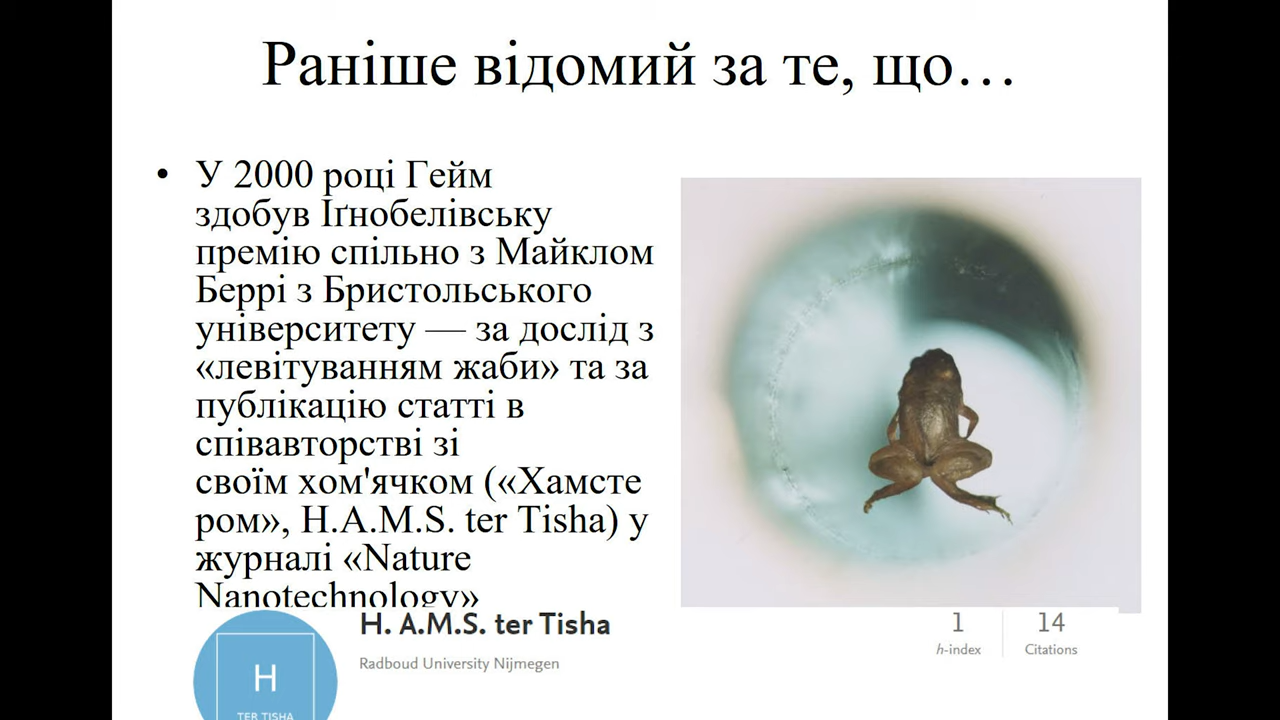 Раніше відомий за те, що…
• У 2000 році Гейм
здобув Іґнобелівську
премію спільно з Майклом
Беррі з Бристольського
університету — за дослід з
«левітуванням жаби» та за
публікацію статті в
співавторстві зі
своїм хом'ячком («Хамсте
ром», H.A.M.S. ter Tisha) у
журналі «Nature
Nanotechnology»
H. A.M.S. ter Tisha
Radboud University Nijmegen
1
h-index
14
Citations
H
TER TISHA